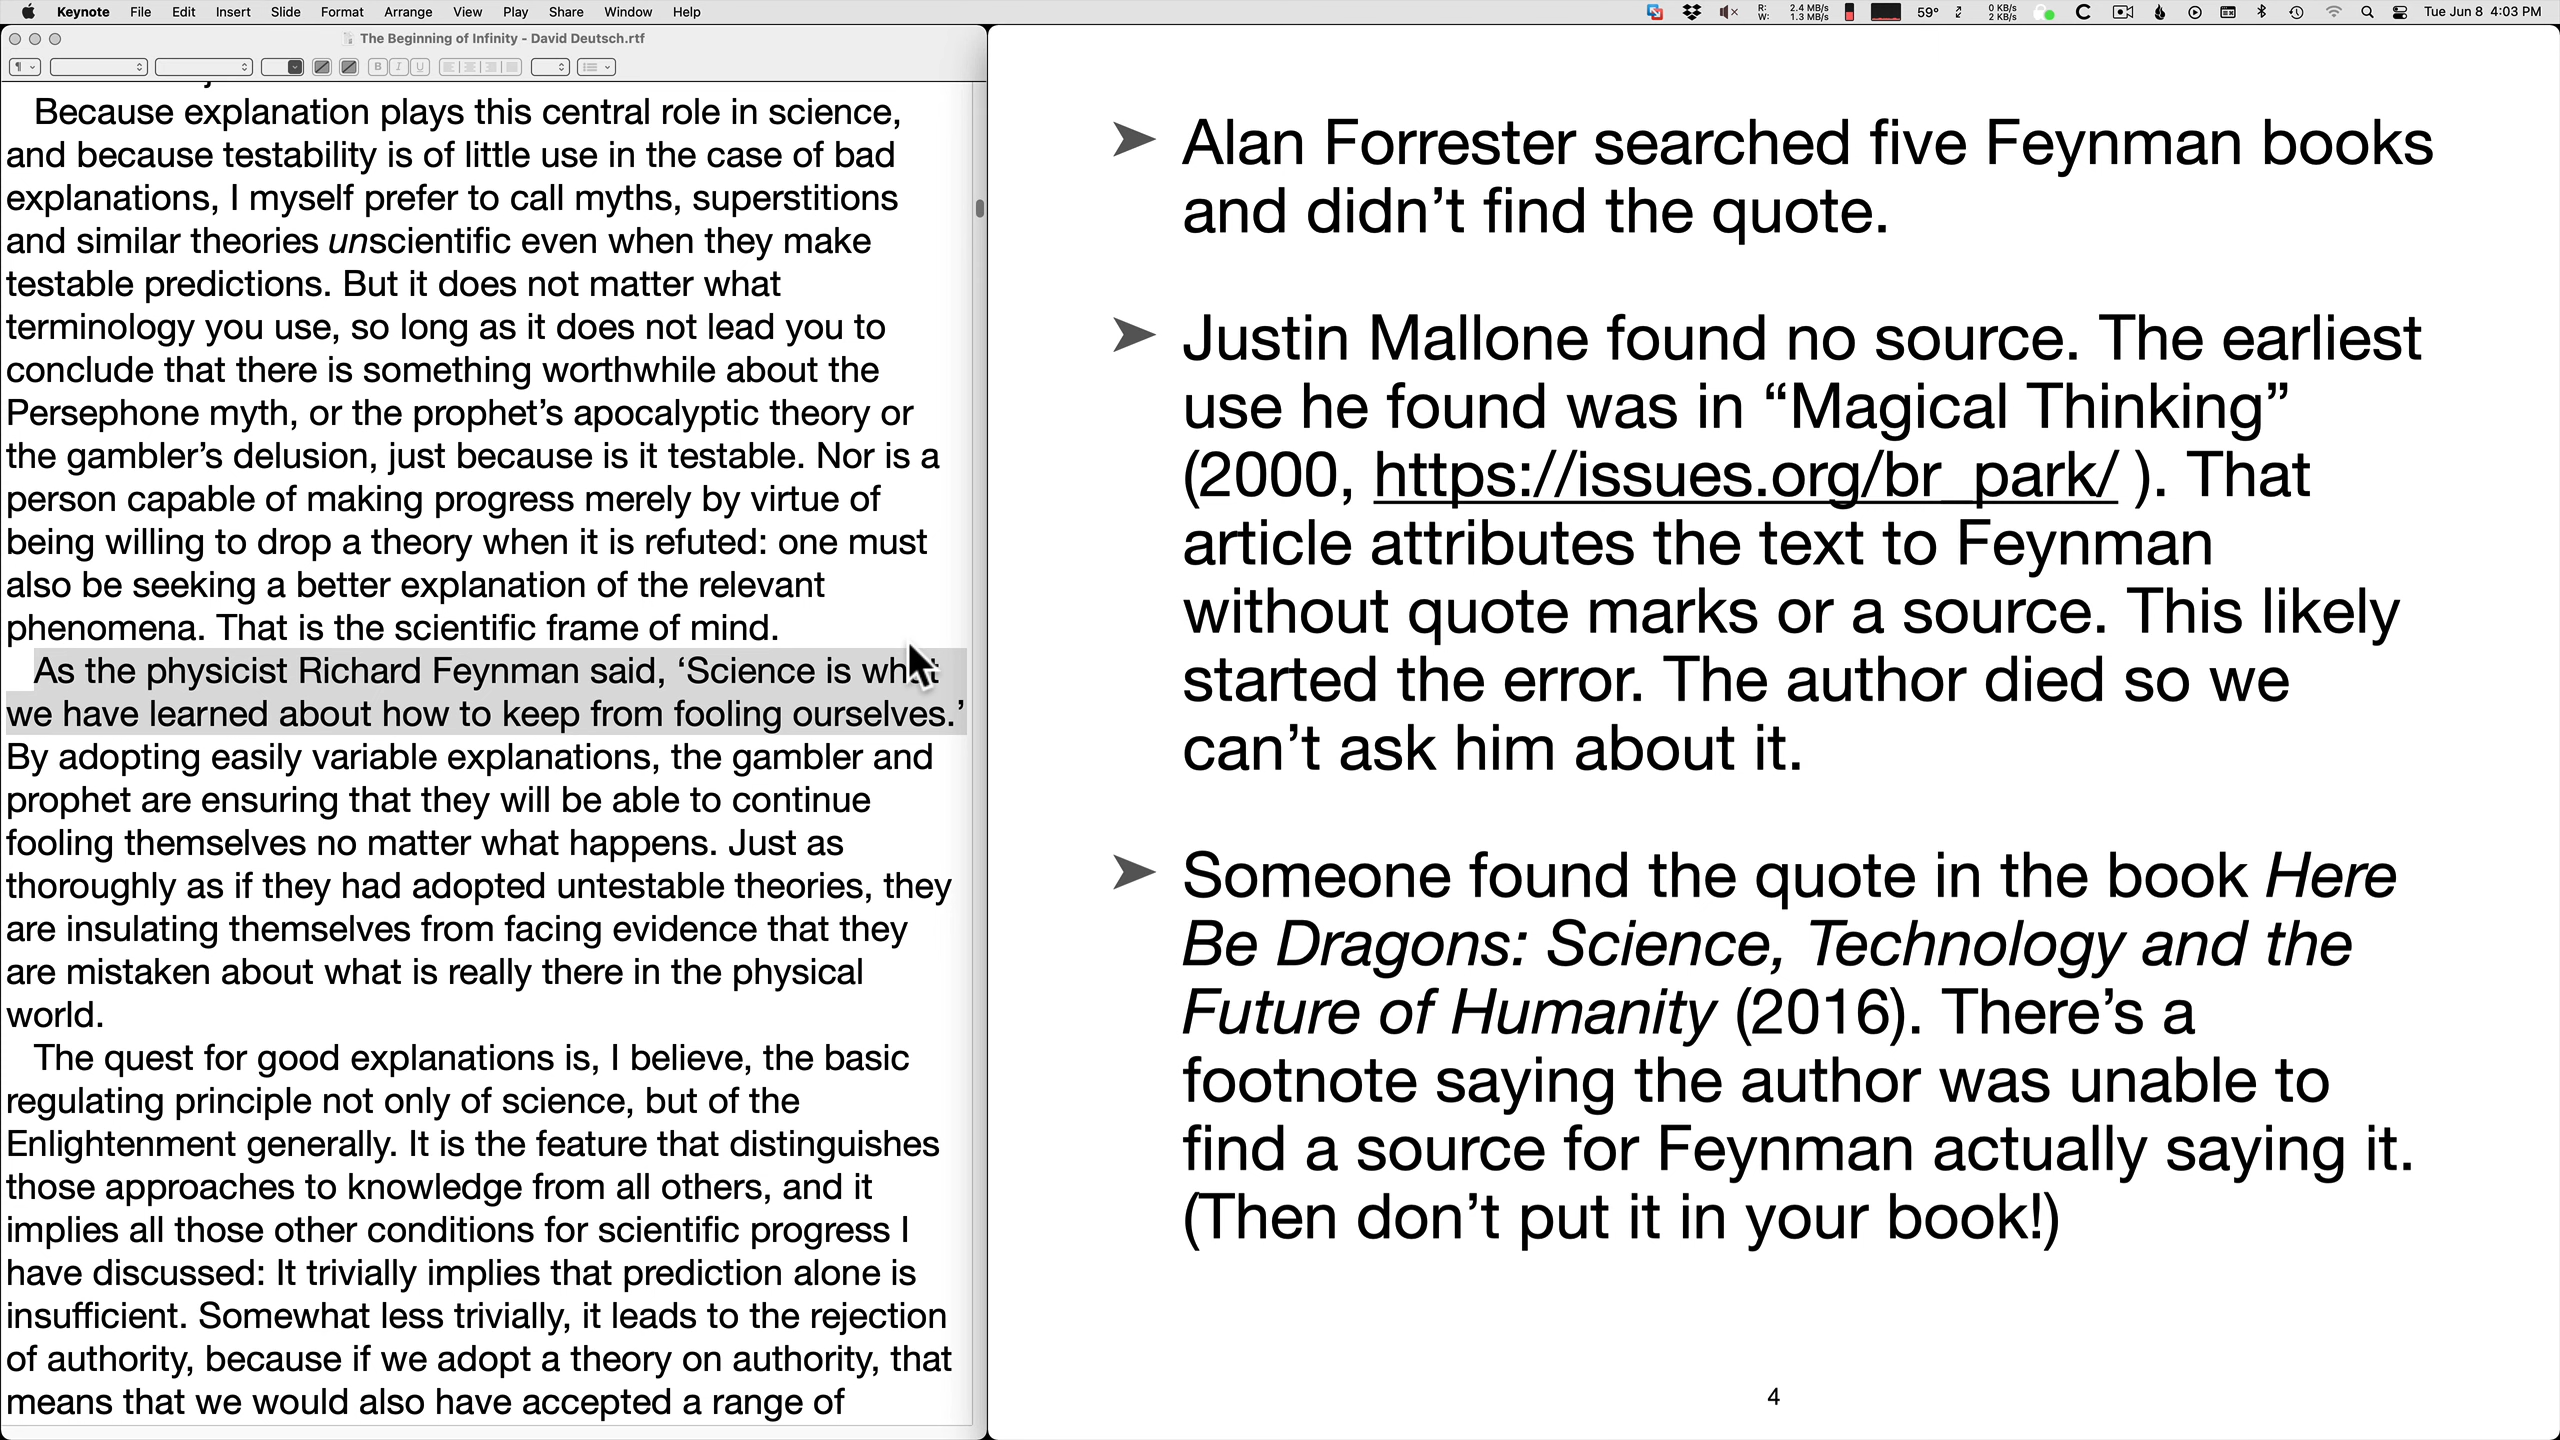 Keynote File Edit Insert Slide Format Arrange View Play Share Window Help
R: 2.4 MB/s
W: 1.3 MB/s
59°
0 KB/s
2 KB/s
Tue Jun 8 4:03 PM
The Beginning of Infinity - David Deutsch.rtf
¶
B I U
Because explanation plays this central role in science,
and because testability is of little use in the case of bad
explanations, I myself prefer to call myths, superstitions
and similar theories unscientific even when they make
testable predictions. But it does not matter what
terminology you use, so long as it does not lead you to
conclude that there is something worthwhile about the
Persephone myth, or the prophet’s apocalyptic theory or
the gambler’s delusion, just because is it testable. Nor is a
person capable of making progress merely by virtue of
being willing to drop a theory when it is refuted: one must
also be seeking a better explanation of the relevant
phenomena. That is the scientific frame of mind.
As the physicist Richard Feynman said, ‘Science is what
we have learned about how to keep from fooling ourselves.’
By adopting easily variable explanations, the gambler and
prophet are ensuring that they will be able to continue
fooling themselves no matter what happens. Just as
thoroughly as if they had adopted untestable theories, they
are insulating themselves from facing evidence that they
are mistaken about what is really there in the physical
world.
The quest for good explanations is, I believe, the basic
regulating principle not only of science, but of the
Enlightenment generally. It is the feature that distinguishes
those approaches to knowledge from all others, and it
implies all those other conditions for scientific progress I
have discussed: It trivially implies that prediction alone is
insufficient. Somewhat less trivially, it leads to the rejection
of authority, because if we adopt a theory on authority, that
means that we would also have accepted a range of
➤ Alan Forrester searched five Feynman books
and didn’t find the quote.
➤ Justin Mallone found no source. The earliest
use he found was in “Magical Thinking”
(2000, https://issues.org/br_park/ ). That
article attributes the text to Feynman
without quote marks or a source. This likely
started the error. The author died so we
can’t ask him about it.
➤ Someone found the quote in the book Here
Be Dragons: Science, Technology and the
Future of Humanity (2016). There’s a
footnote saying the author was unable to
find a source for Feynman actually saying it.
(Then don’t put it in your book!)
4